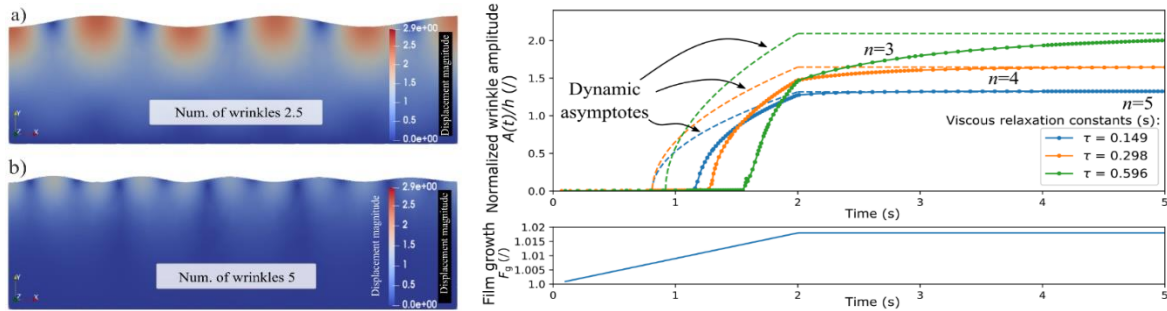 a)
2.9e+00
2.5
2
1.5
1
0.5
0.0e+00
Displacement magnitude
Num. of wrinkles 2.5
Y
Z
X
b)
Displacement magnitude
2.9e+00
2.5
2
1.5
1
0.5
0.0e+00
Displacement magnitude
Num. of wrinkles 5
Y
Z
X
Normalized wrinkle amplitude
A(t)/h (/)
2.0
1.5
1.0
0.5
0.0
Dynamic
asymptotes
n=3
n=4
n=5
Viscous relaxation constants (s):
τ = 0.149
τ = 0.298
τ = 0.596
0 1 2 3 4 5
Time (s)
Film growth
Fg (/)
1.02
1.015
1.01
1.005
1.0
0 1 2 3 4 5
Time (s)